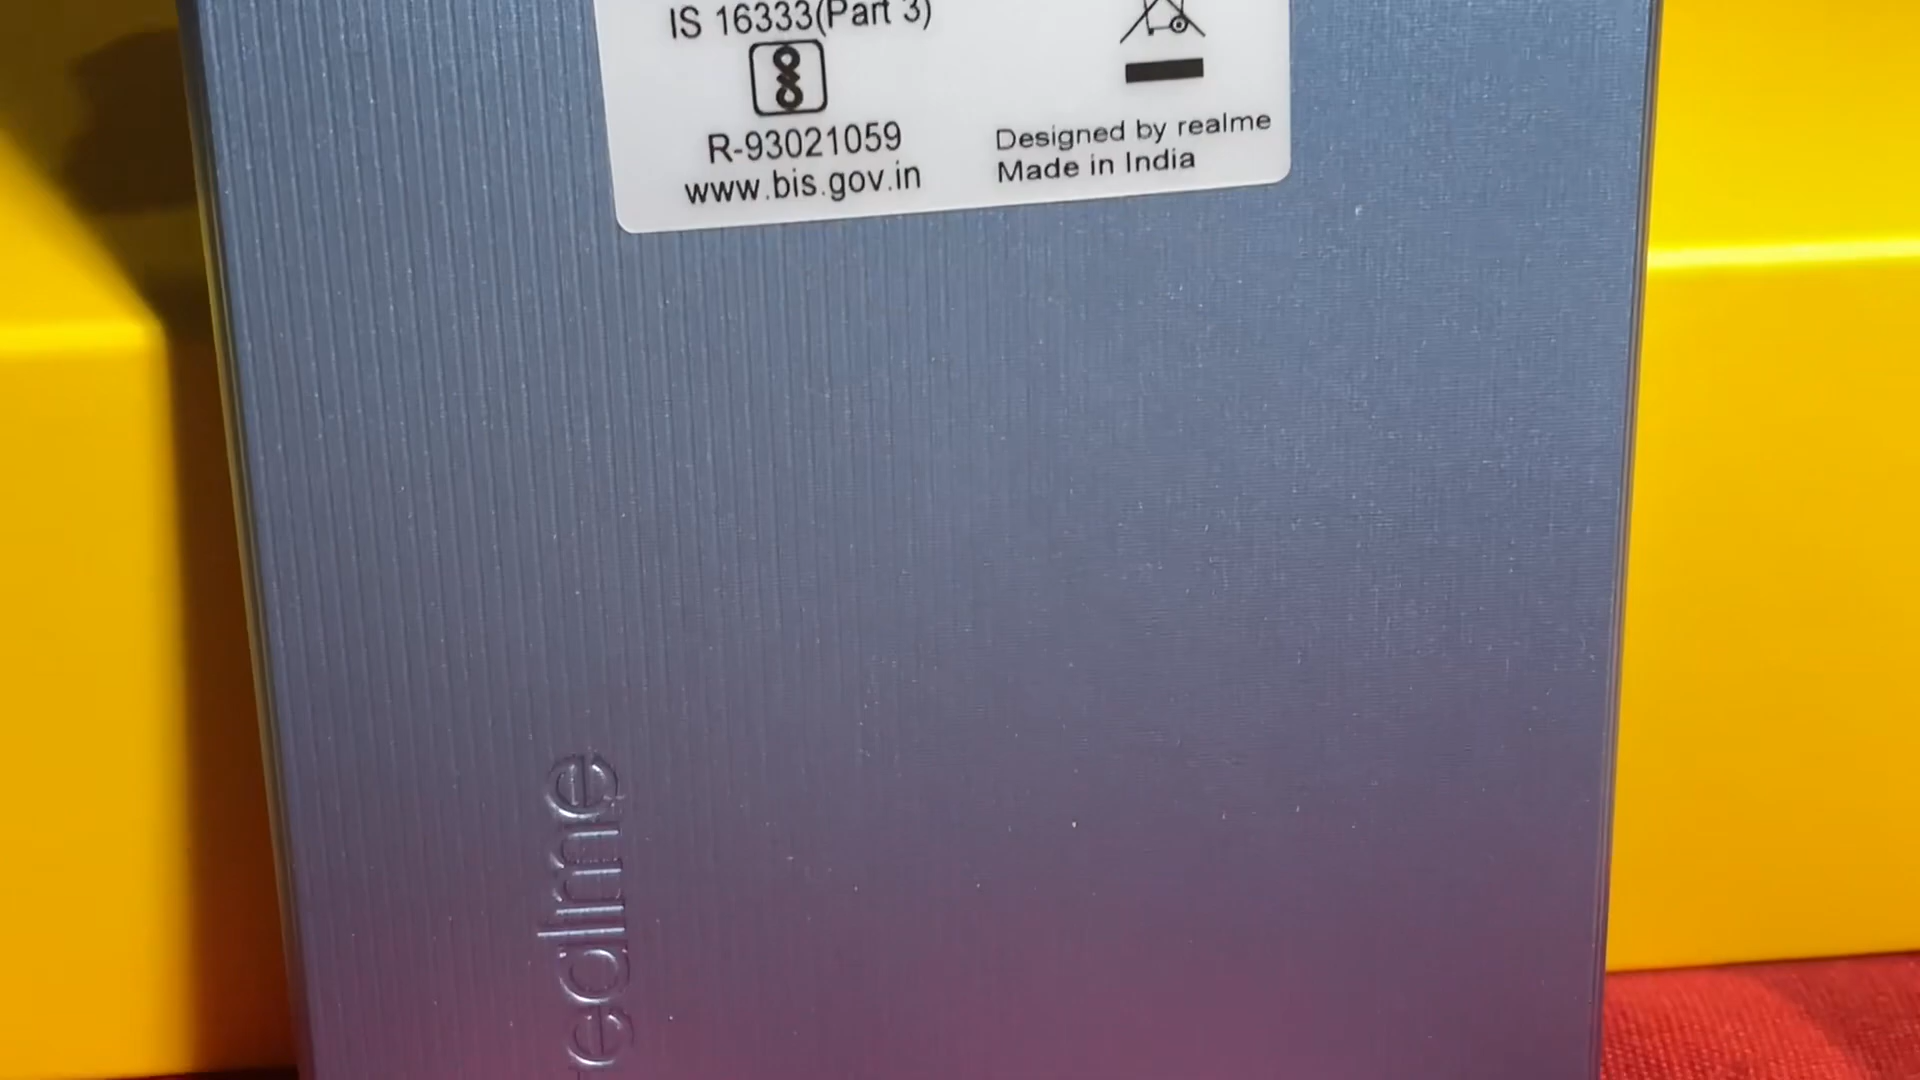 IS 16333(Part 3)
R-93021059
www.bis.gov.in
Designed by realme
Made in India
realme